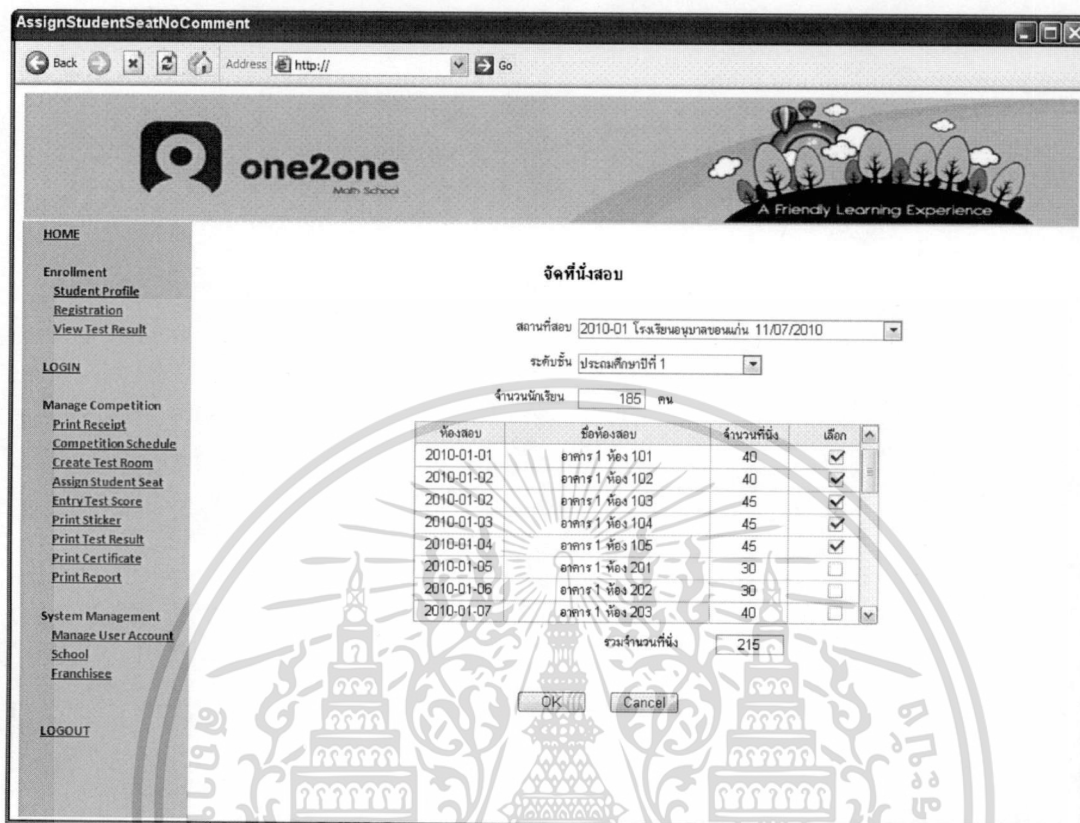 AssignStudentSeatNoComment
Back Address http:// Go
one2one
Math School
A Friendly Learning Experience
HOME
Enrollment
Student Profile
Registration
View Test Result
LOGIN
Manage Competition
Print Receipt
Competition Schedule
Create Test Room
Assign Student Seat
Entry Test Score
Print Sticker
Print Test Result
Print Certificate
Print Report
System Management
Manage User Account
School
Franchisee
LOGOUT
จัดที่นั่งสอบ
สถานที่สอบ 2010-01 โรงเรียนอนุบาลขอนแก่น 11/07/2010
ระดับชั้น ประถมศึกษาปีที่ 1
จำนวนนักเรียน 185 คน
ห้องสอบ ชื่อห้องสอบ จำนวนที่นั่ง เลือก
2010-01-01 อาคาร 1 ห้อง 101 40
2010-01-02 อาคาร 1 ห้อง 102 40
2010-01-02 อาคาร 1 ห้อง 103 45
2010-01-03 อาคาร 1 ห้อง 104 45
2010-01-04 อาคาร 1 ห้อง 105 45
2010-01-05 อาคาร 1 ห้อง 201 30
2010-01-06 อาคาร 1 ห้อง 202 30
2010-01-07 อาคาร 1 ห้อง 203 40
รวมจำนวนที่นั่ง 215
OK Cancel